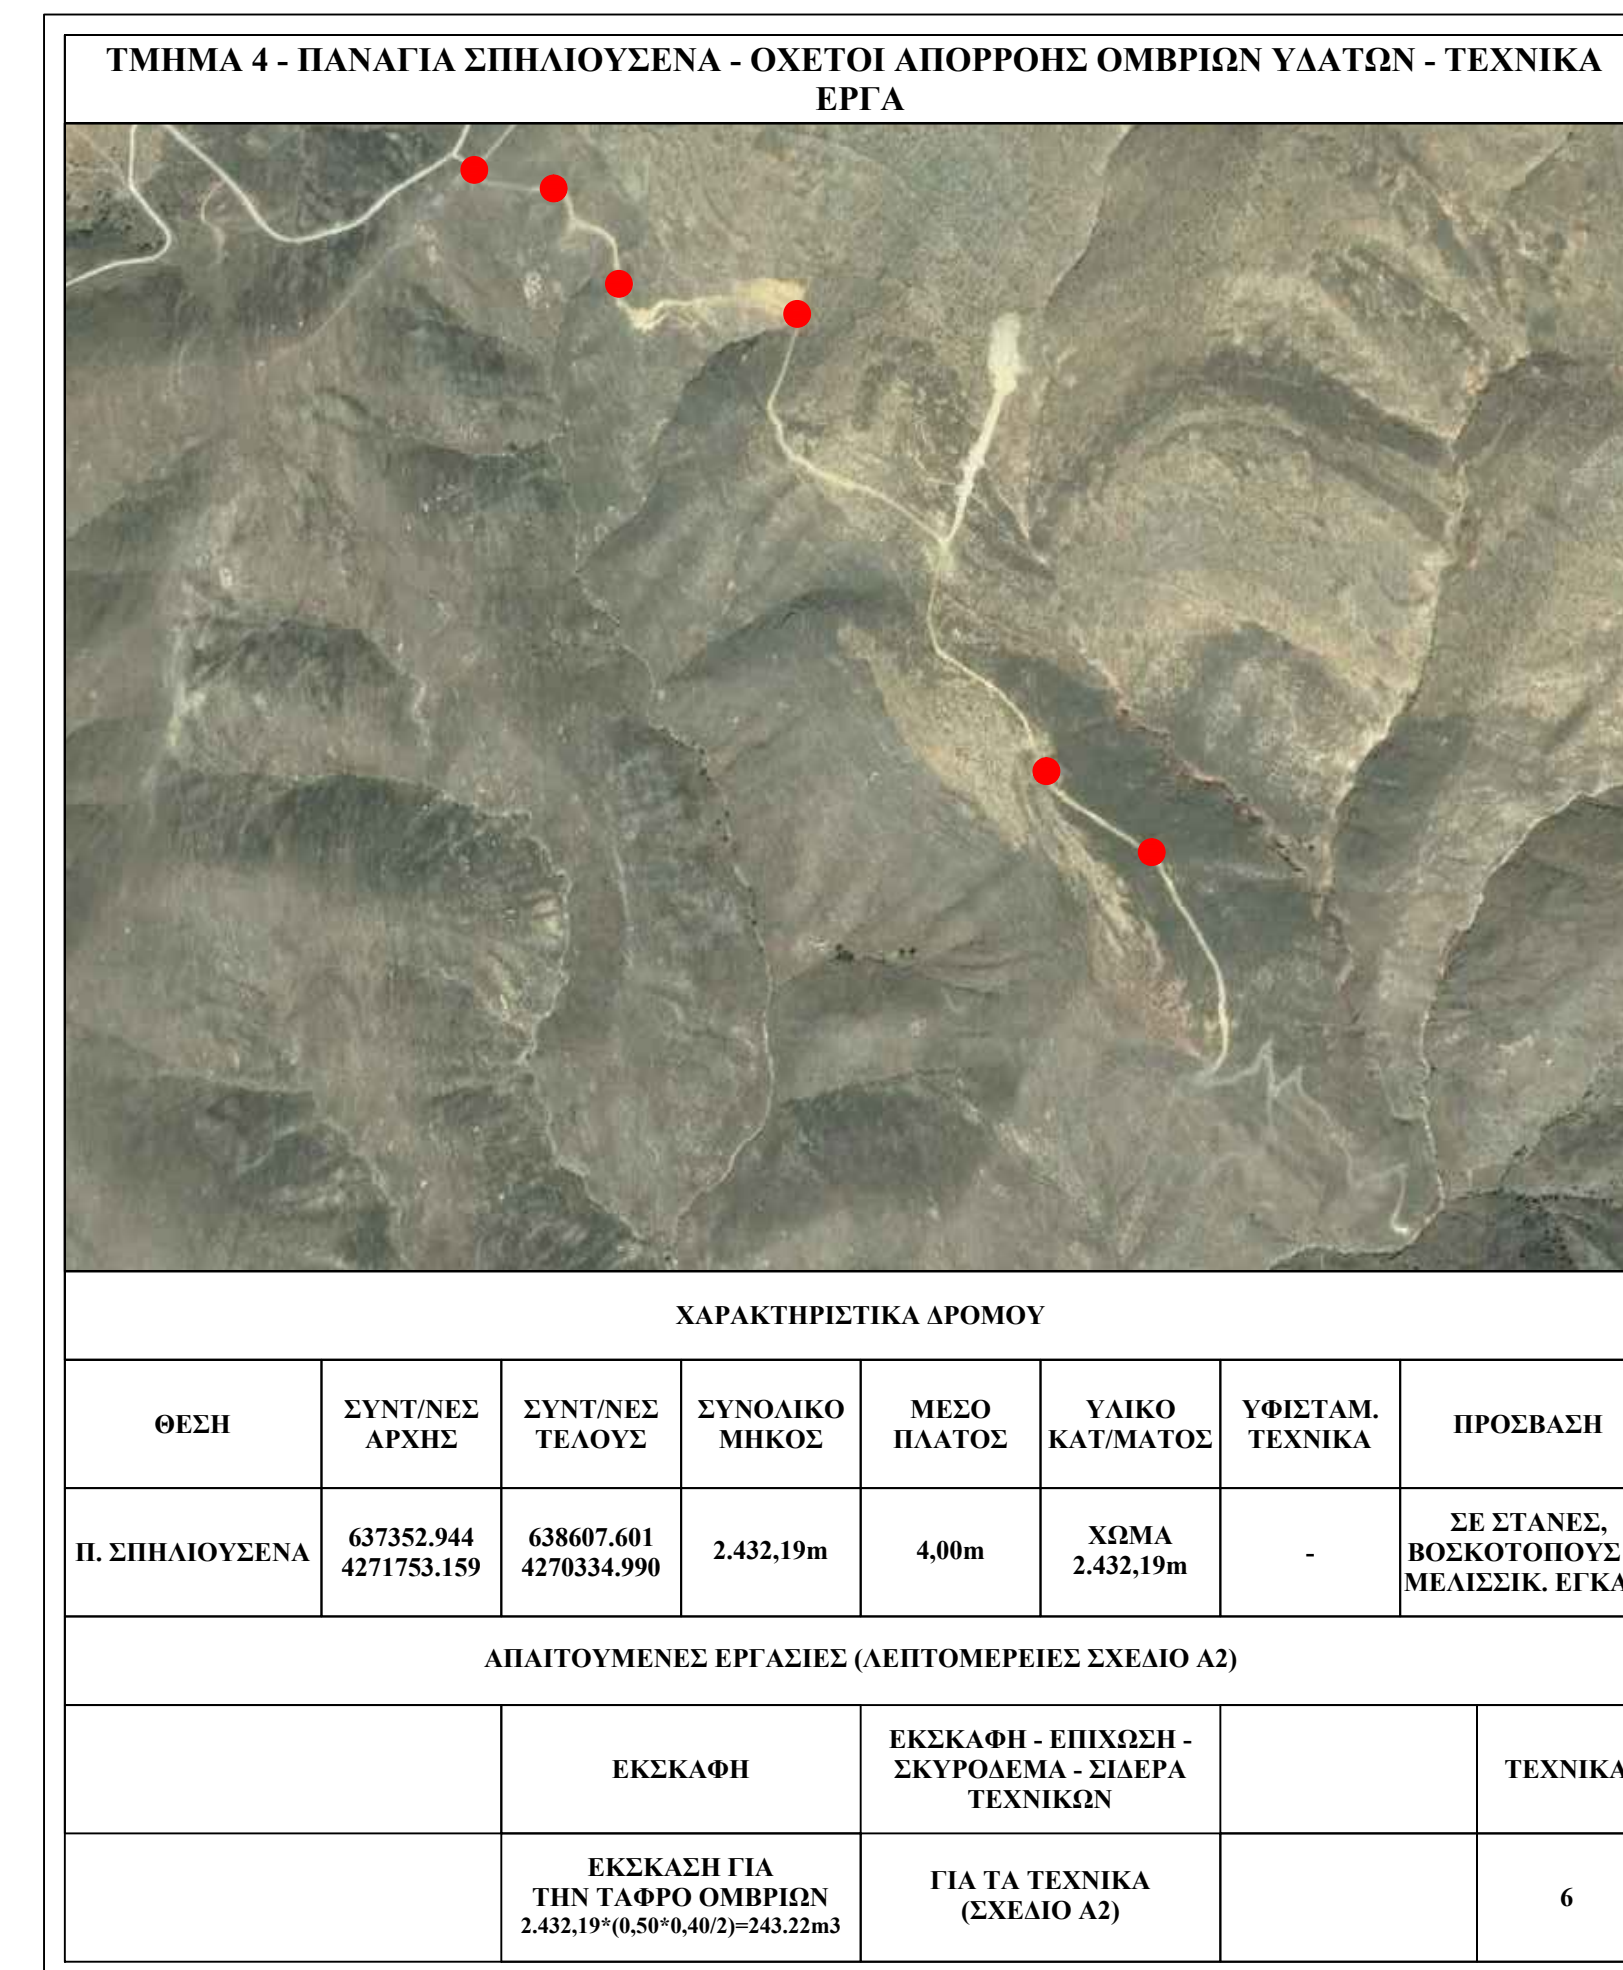 ΤΜΗΜΑ 4 - ΠΑΝΑΓΙΑ ΣΠΗΛΙΟΥΣΕΝΑ - ΟΧΕΤΟΙ ΑΠΟΡΡΟΗΣ ΟΜΒΡΙΩΝ ΥΔΑΤΩΝ - ΤΕΧΝΙΚΑ
ΕΡΓΑ
ΧΑΡΑΚΤΗΡΙΣΤΙΚΑ ΔΡΟΜΟΥ
ΘΕΣΗ
ΣΥΝΤ/ΝΕΣ
ΑΡΧΗΣ
ΣΥΝΤ/ΝΕΣ
ΤΕΛΟΥΣ
ΣΥΝΟΛΙΚΟ
ΜΗΚΟΣ
ΜΕΣΟ
ΠΛΑΤΟΣ
ΥΛΙΚΟ
ΚΑΤ/ΜΑΤΟΣ
ΥΦΙΣΤΑΜ.
ΤΕΧΝΙΚΑ
ΠΡΟΣΒΑΣΗ
Π. ΣΠΗΛΙΟΥΣΕΝΑ
637352.944
4271753.159
638607.601
4270334.990
2.432,19m
4,00m
ΧΩΜΑ
2.432,19m
-
ΣΕ ΣΤΑΝΕΣ,
ΒΟΣΚΟΤΟΠΟΥΣ
ΜΕΛΙΣΣΙΚ. ΕΓΚΑ
ΑΠΑΙΤΟΥΜΕΝΕΣ ΕΡΓΑΣΙΕΣ (ΛΕΠΤΟΜΕΡΕΙΕΣ ΣΧΕΔΙΟ Α2)
ΕΚΣΚΑΦΗ
ΕΚΣΚΑΦΗ - ΕΠΙΧΩΣΗ -
ΣΚΥΡΟΔΕΜΑ - ΣΙΔΕΡΑ
ΤΕΧΝΙΚΩΝ
ΤΕΧΝΙΚΑ
ΕΚΣΚΑΣΗ ΓΙΑ
ΤΗΝ ΤΑΦΡΟ ΟΜΒΡΙΩΝ
2.432,19*(0,50*0,40/2)=243.22m3
ΓΙΑ ΤΑ ΤΕΧΝΙΚΑ
(ΣΧΕΔΙΟ Α2)
6